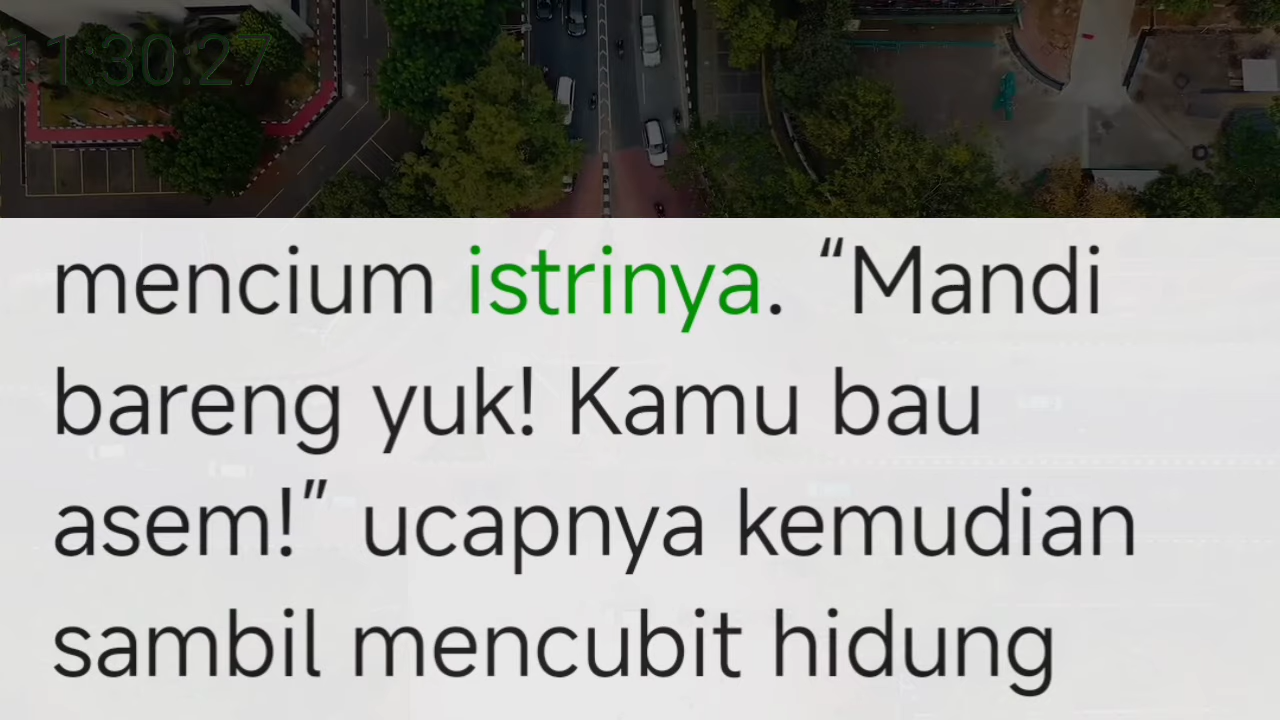 11:30:27
mencium istrinya. “Mandi
bareng yuk! Kamu bau
asem!” ucapnya kemudian
sambil mencubit hidung